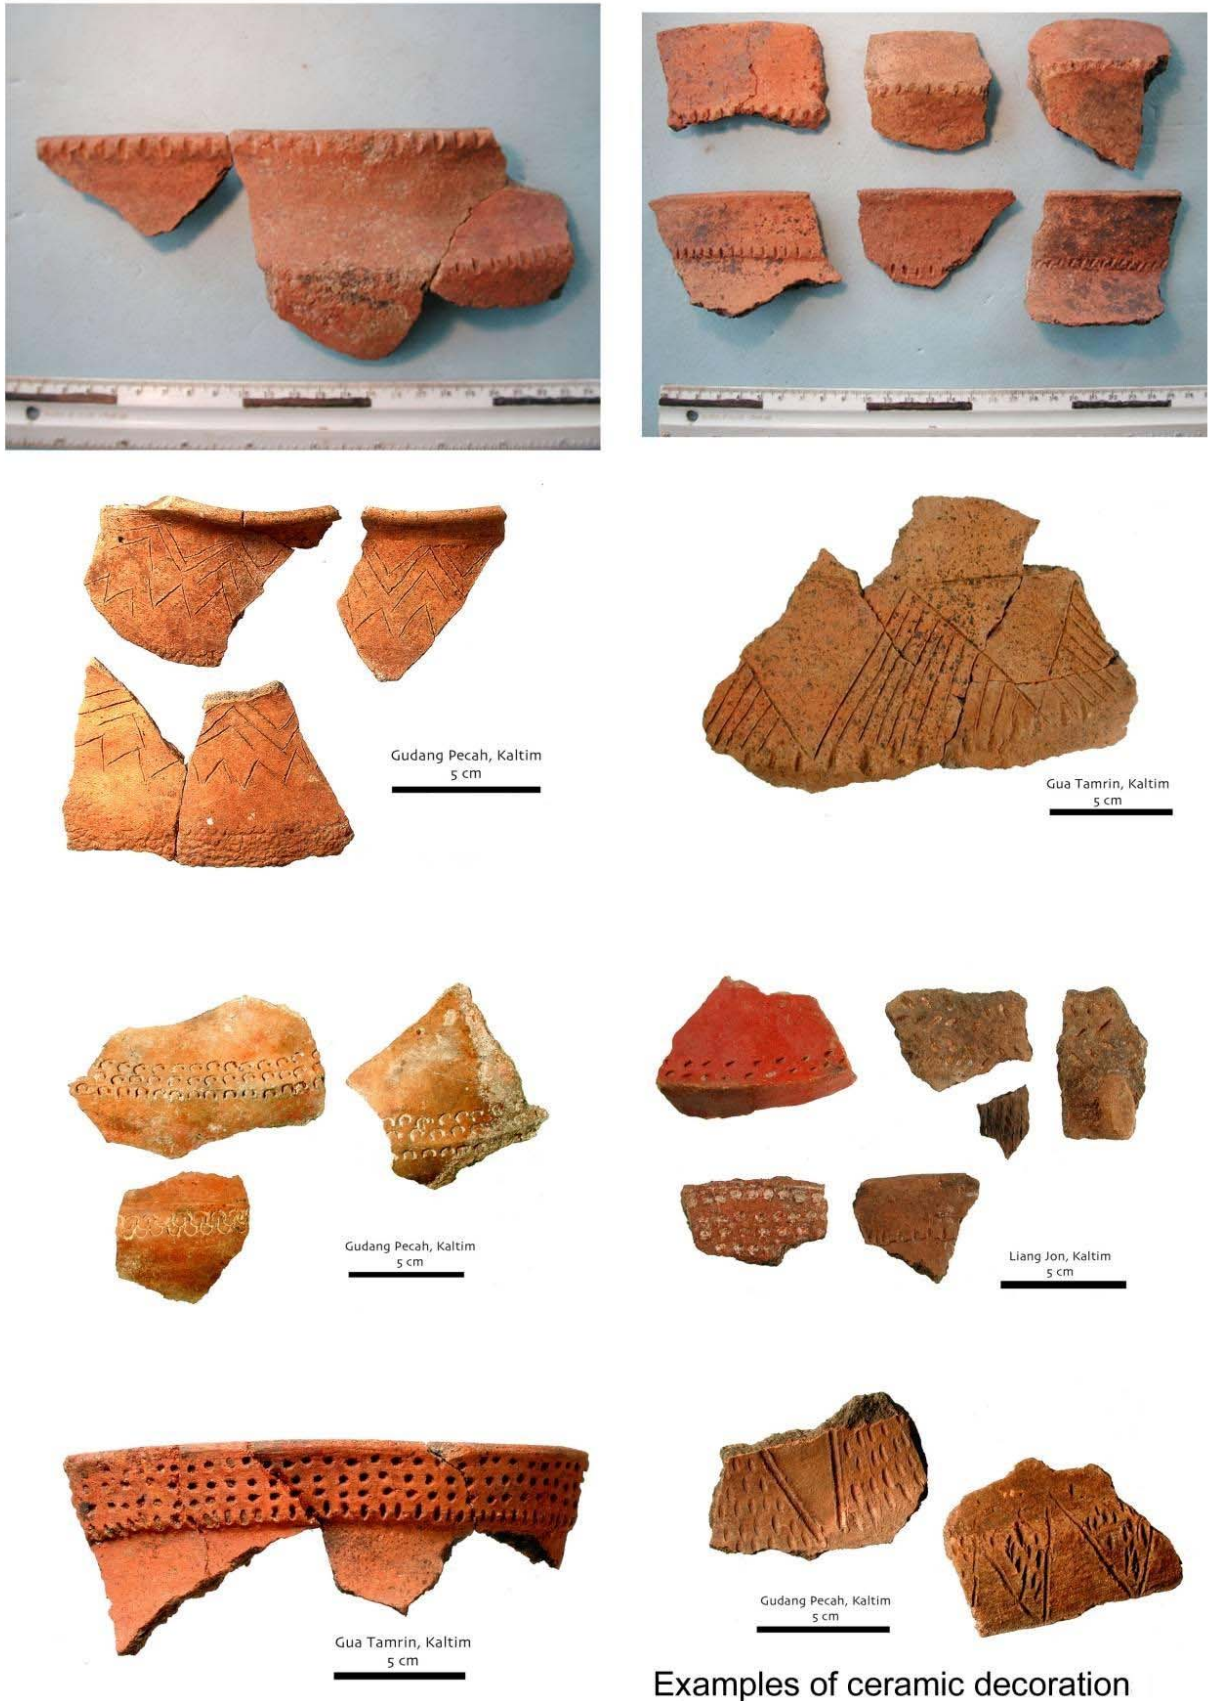 Gudang Pecah, Kaltim
5 cm
Gua Tamrin, Kaltim
5 cm
Gudang Pecah, Kaltim
5 cm
Liang Jon, Kaltim
5 cm
Gua Tamrin, Kaltim
5 cm
Gudang Pecah, Kaltim
5 cm
Examples of ceramic decoration